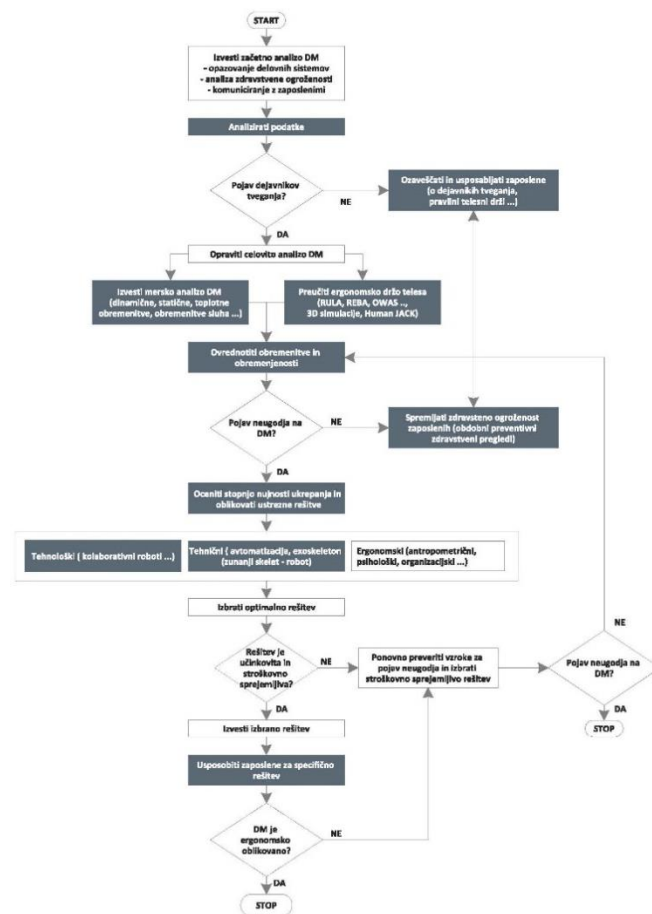 START
Izvesti začetno analizo DM
- opazovanje delovnih sistemov
- analiza zdravstvene ogroženosti
- komuniciranje z zaposlenimi
Analizirati podatke
Pojav dejavnikov
tveganja?
NE
Ozaveščati in usposabljati zaposlene
(o dejavnikih tveganja,
pravilni telesni drži ...)
DA
Opraviti celovito analizo DM
Izvesti mersko analizo DM
(dinamične, statične, toplotne
obremenitve, obremenitve sluha ...)
Preučiti ergonomsko držo telesa
(RULA, REBA, OWAS ..,
3D simulacije, Human JACK)
Ovrednotiti obremenitve in
obremenjenosti
Pojav neugodja na
DM?
NE
Spremljati zdravsteno ogroženost
zaposlenih (obdobni preventivni
zdravstveni pregledi)
DA
Oceniti stopnjo nujnosti ukrepanja in
oblikovati ustrezne rešitve
Tehnološki ( kolaborativni roboti ...)
Tehnični ( avtomatizacija, exoskeleton
(zunanji skelet - robot)
Ergonomski (antropometrični,
psihološki, organizacijski ...)
Izbrati optimalno rešitev
Rešitev je
učinkovita in
stroškovno
sprejemljiva?
NE
Ponovno preveriti vzroke za
pojav neugodja in izbrati
stroškovno sprejemljivo rešitev
NE
Pojav neugodja na
DM?
DA
STOP
DA
Izvesti izbrano rešitev
Usposobiti zaposlene za specifično
rešitev
DM je
ergonomsko
oblikovano?
NE
DA
STOP